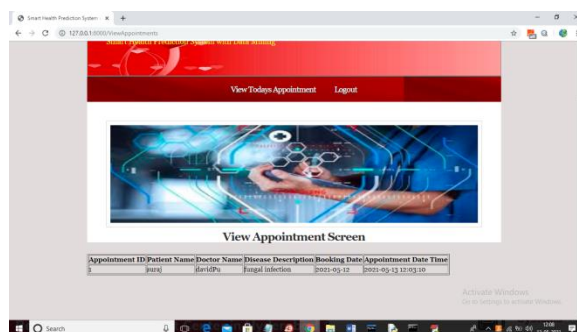 Smart Health Prediction System
127.0.0.1:8000/ViewAppointments
Smart Health Prediction System with Data Mining
View Todays Appointment Logout
View Appointment Screen
Appointment ID Patient Name Doctor Name Disease Description Booking Date Appointment Date Time
1 suraj davidPu fungal infection 2021-05-12 2021-05-13 12:03:10
Activate Windows
Go to Settings to activate Windows.
Search
12:08